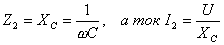 Z₂ = X_C = 1/(ωC), а ток I₂ = U/X_C